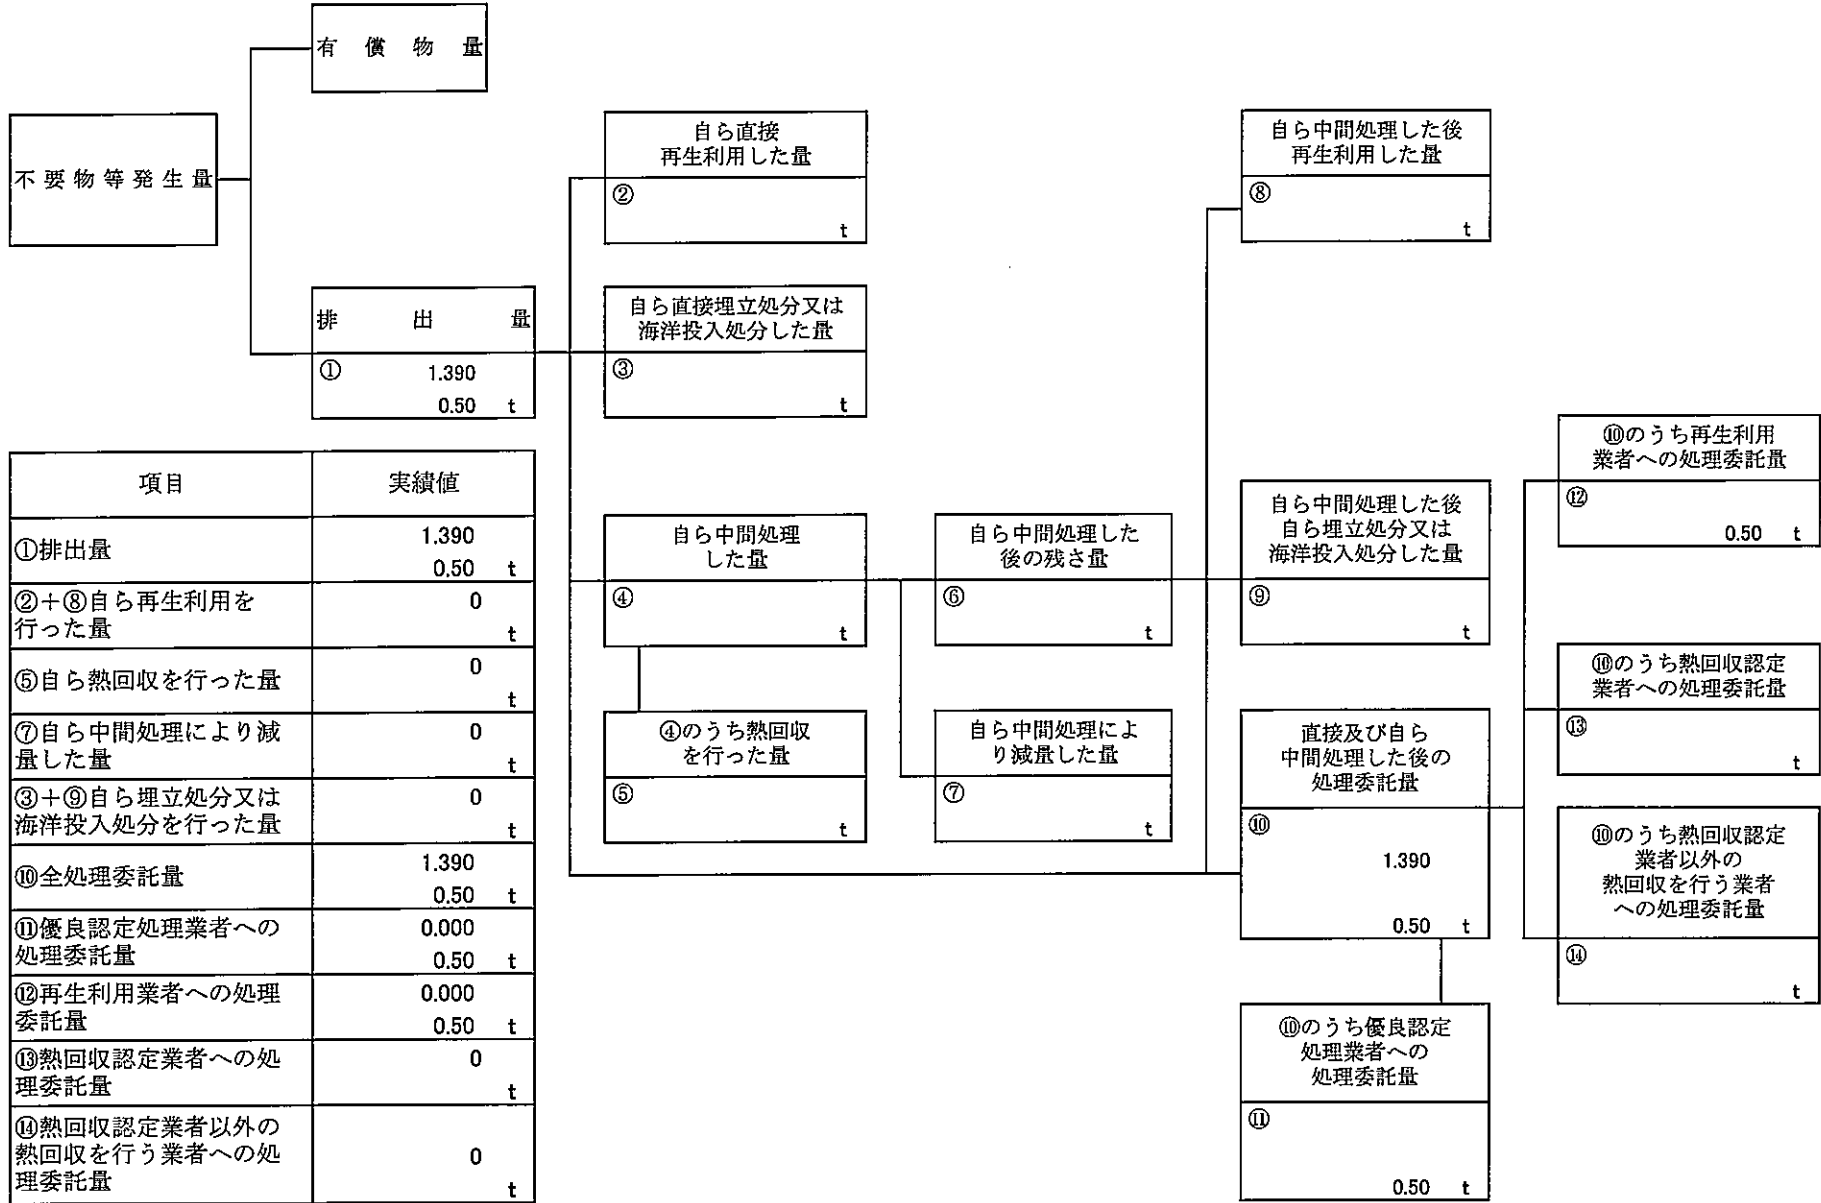 有償物量
不要物等発生量
排出量
① 1.390
0.50 t
自ら直接
再生利用した量
②
t
自ら直接埋立処分又は
海洋投入処分した量
③
t
自ら中間処理
した量
④
t
④のうち熱回収
を行った量
⑤
t
自ら中間処理した
後の残さ量
⑥
t
自ら中間処理によ
り減量した量
⑦
t
自ら中間処理した後
再生利用した量
⑧
t
自ら中間処理した後
自ら埋立処分又は
海洋投入処分した量
⑨
t
直接及び自ら
中間処理した後の
処理委託量
⑩
1.390
0.50 t
⑩のうち優良認定
処理業者への
処理委託量
⑪
0.50 t
⑩のうち再生利用
業者への処理委託量
⑫
0.50 t
⑩のうち熱回収認定
業者への処理委託量
⑬
t
⑩のうち熱回収認定
業者以外の
熱回収を行う業者
への処理委託量
⑭
t
項目 実績値
①排出量
1.390
0.50 t
②+⑧自ら再生利用を
行った量
0
t
⑤自ら熱回収を行った量
0
t
⑦自ら中間処理により減
量した量
0
t
③+⑨自ら埋立処分又は
海洋投入処分を行った量
0
t
⑩全処理委託量
1.390
0.50 t
⑪優良認定処理業者への
処理委託量
0.000
0.50 t
⑫再生利用業者への処理
委託量
0.000
0.50 t
⑬熱回収認定業者への処
理委託量
0
t
⑭熱回収認定業者以外の
熱回収を行う業者への処
理委託量
0
t